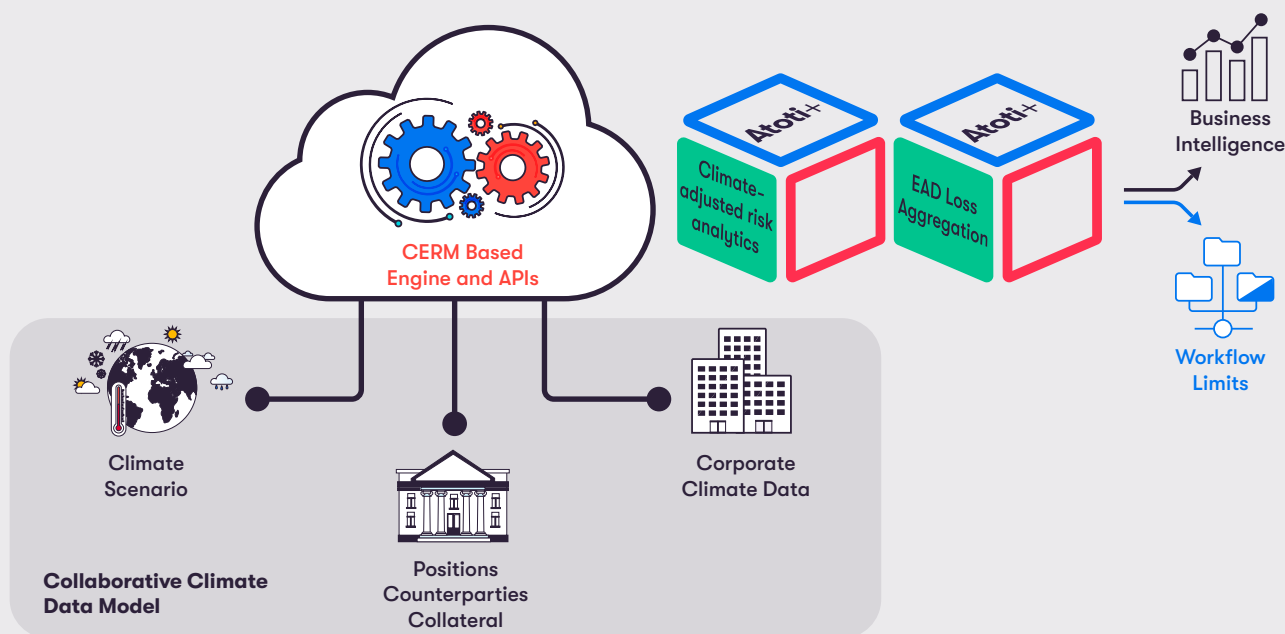 Atoti+
Atoti+
Climate-
adjusted risk
analytics
EAD Loss
Aggregation
Business
Intelligence
CERM Based
Engine and APIs
Workflow
Limits
Climate
Scenario
Corporate
Climate Data
Positions
Counterparties
Collateral
Collaborative Climate
Data Model